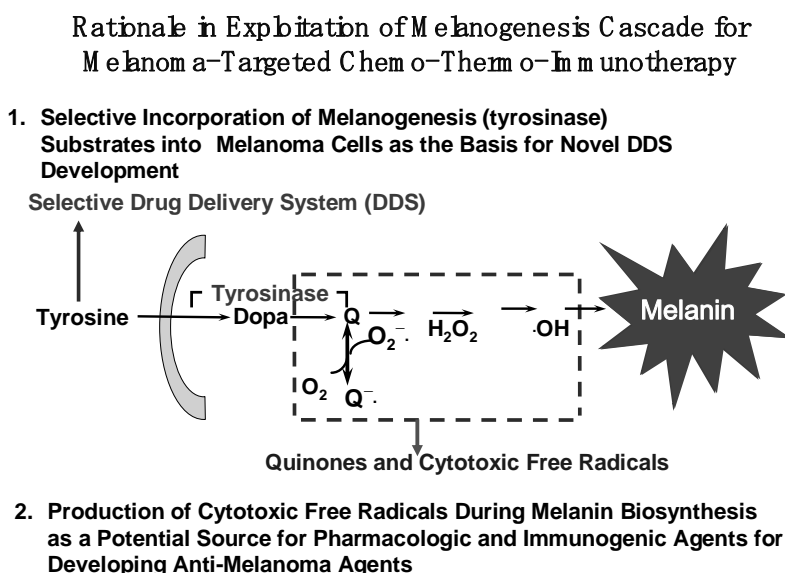 Rationale in Exploitation of Melanogenesis Cascade for
Melanoma-Targeted Chemo-Thermo-Immunotherapy
1. Selective Incorporation of Melanogenesis (tyrosinase)
Substrates into Melanoma Cells as the Basis for Novel DDS
Development
Selective Drug Delivery System (DDS)
Tyrosinase
Tyrosine
Dopa
Q
O₂⁻.
H₂O₂
.OH
Melanin
O₂
Q⁻.
Quinones and Cytotoxic Free Radicals
2. Production of Cytotoxic Free Radicals During Melanin Biosynthesis
as a Potential Source for Pharmacologic and Immunogenic Agents for
Developing Anti-Melanoma Agents